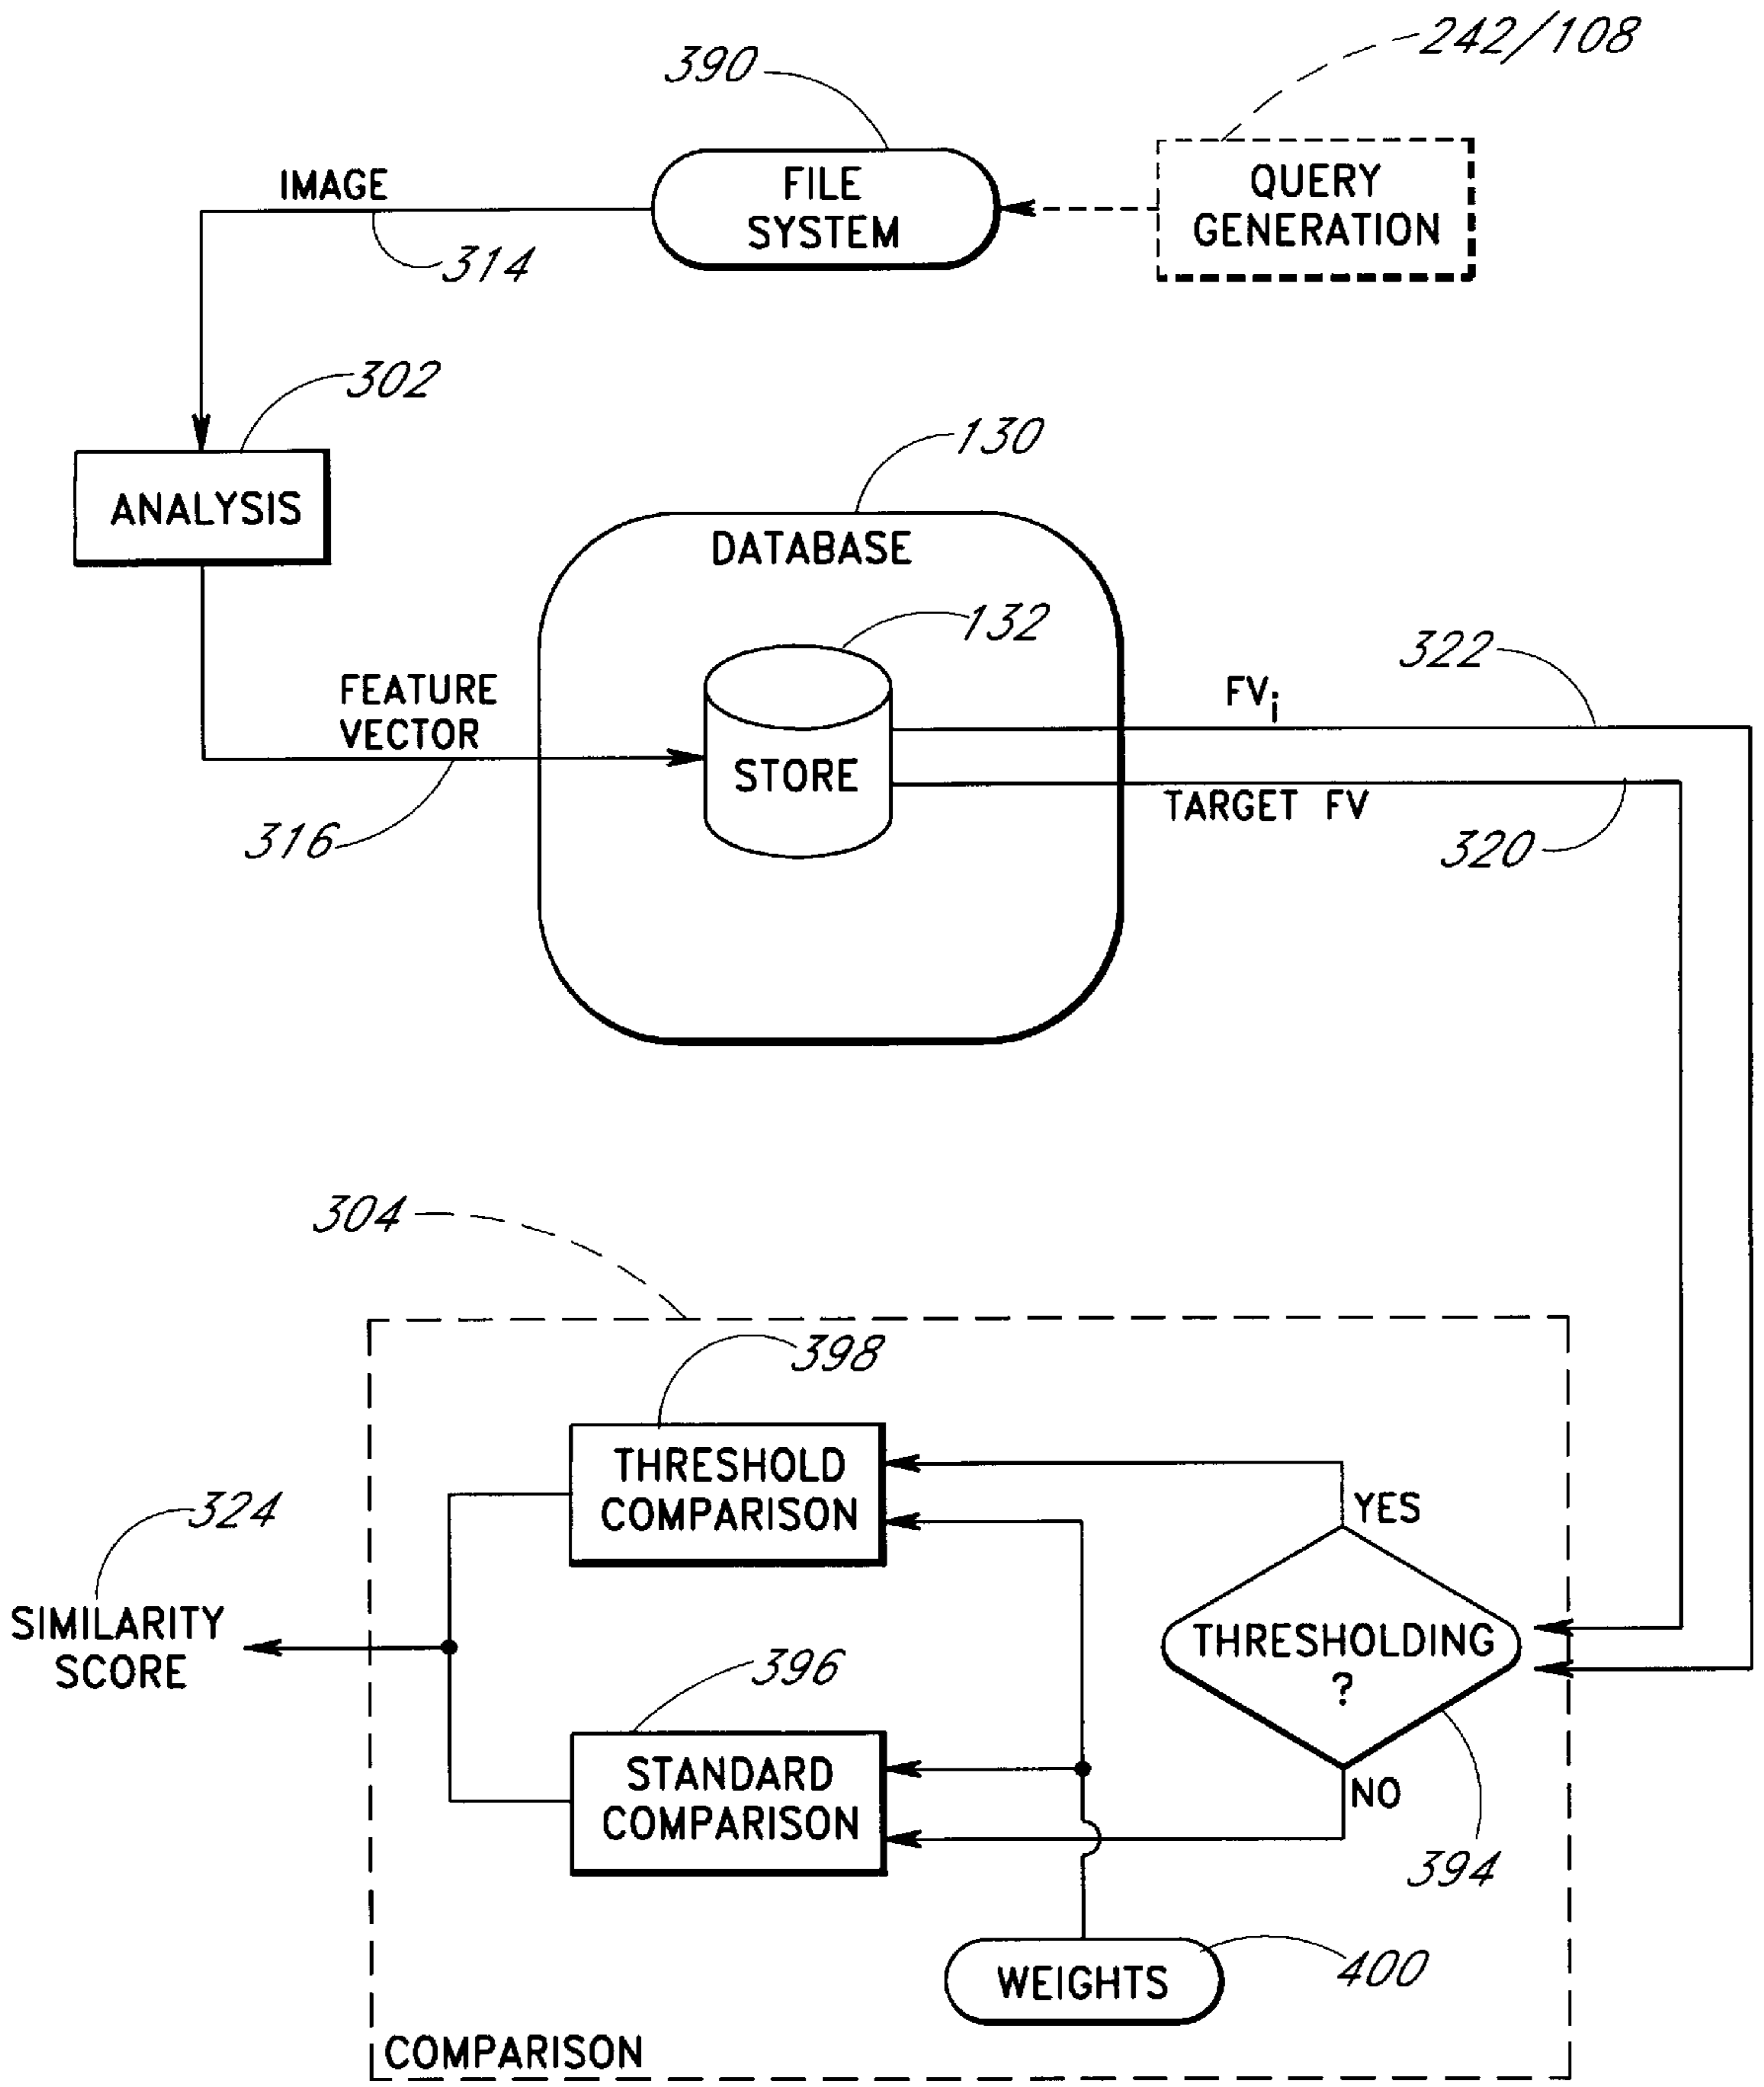 242/108
390
FILE
SYSTEM
QUERY
GENERATION
IMAGE
314
302
ANALYSIS
130
DATABASE
132
STORE
FEATURE
VECTOR
316
322
FVi
TARGET FV
320
304
398
THRESHOLD
COMPARISON
YES
324
SIMILARITY
SCORE
THRESHOLDING
?
396
STANDARD
COMPARISON
NO
394
WEIGHTS
400
COMPARISON